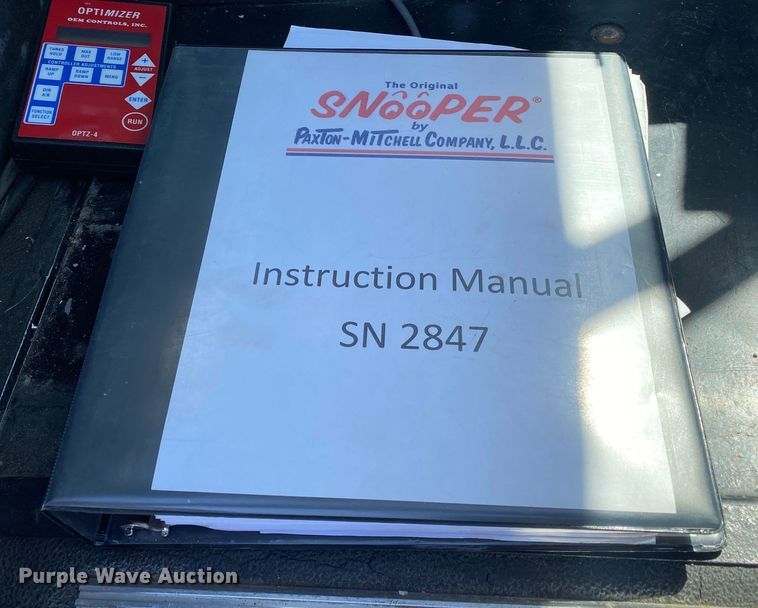 OPTIMIZER
OEM CONTROLS, INC.
THRES HOLD
MAX OUT
LOW RANGE
CONTROLLER ADJUSTMENTS
RAMP UP
RAMP DOWN
MENU
+
ADJUST
−
DIM A/B
ENTER
FUNCTION SELECT
RUN
OPTZ-4
The Original
SNOOPER®
by
PAXTON-MITCHELL COMPANY, L.L.C.
Instruction Manual
SN 2847
Purple Wave Auction